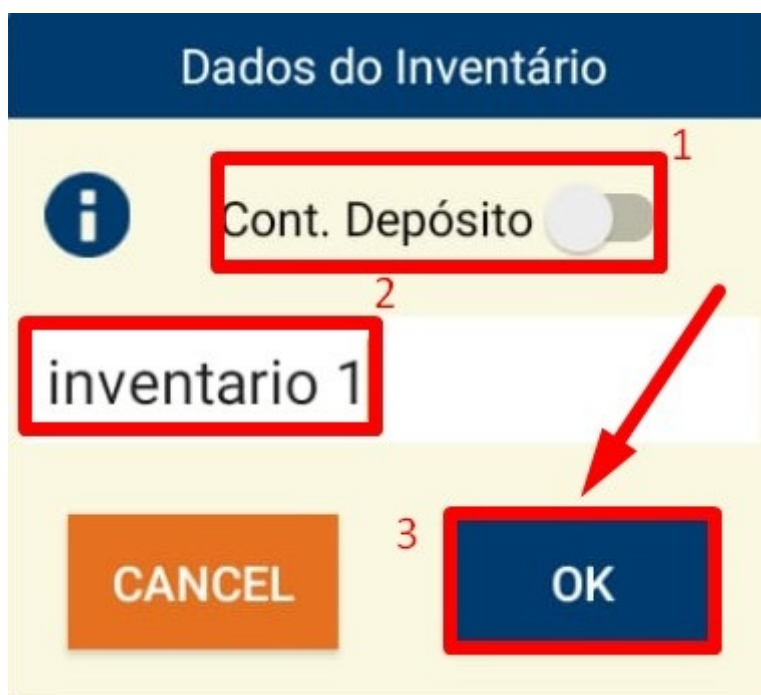 Dados do Inventário
1
Cont. Depósito
2
inventario 1
3
CANCEL
OK